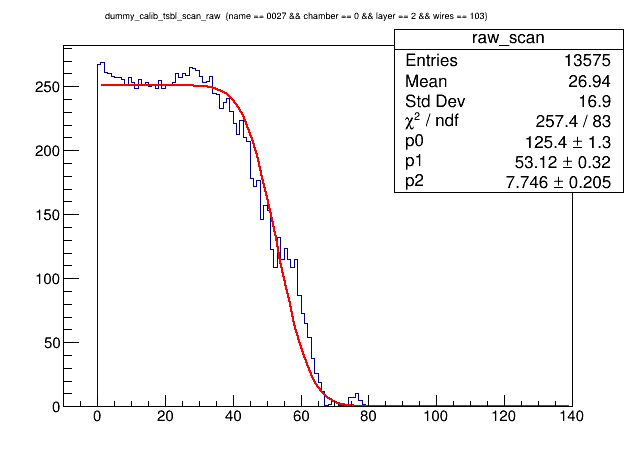 dummy_calib_tsbl_scan_raw (name == 0027 && chamber == 0 && layer == 2 && wires == 103)
raw_scan
Entries 13575
Mean 26.94
Std Dev 16.9
χ² / ndf 257.4 / 83
p0 125.4 ± 1.3
p1 53.12 ± 0.32
p2 7.746 ± 0.205
250
200
150
100
50
0
0 20 40 60 80 100 120 140